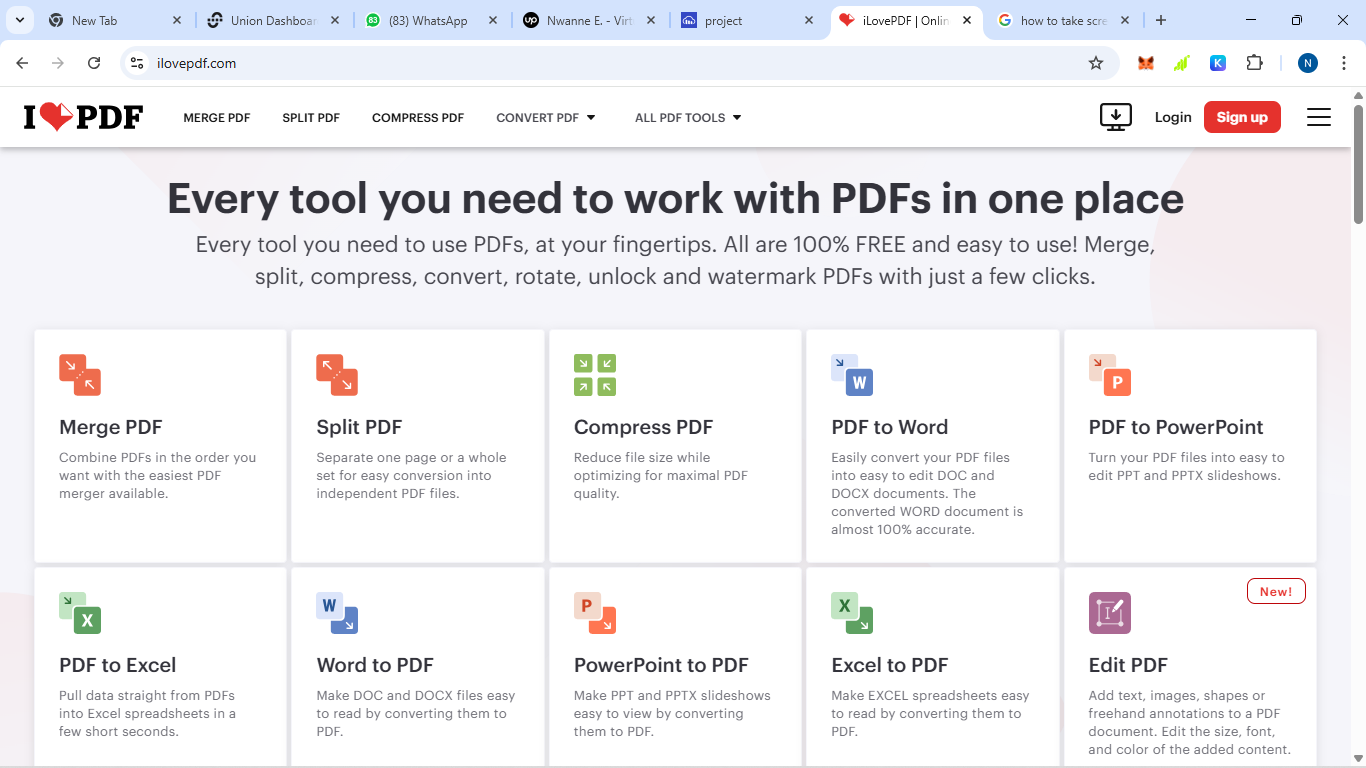 New Tab
Union Dashboar
83
(83) WhatsApp
up
Nwanne E. - Virt
project
iLovePDF | Onlin
G
how to take scre
ilovepdf.com
K
N
I PDF
MERGE PDF
SPLIT PDF
COMPRESS PDF
CONVERT PDF
ALL PDF TOOLS
Login
Sign up
Every tool you need to work with PDFs in one place
Every tool you need to use PDFs, at your fingertips. All are 100% FREE and easy to use! Merge,
split, compress, convert, rotate, unlock and watermark PDFs with just a few clicks.
Merge PDF
Combine PDFs in the order you
want with the easiest PDF
merger available.
Split PDF
Separate one page or a whole
set for easy conversion into
independent PDF files.
Compress PDF
Reduce file size while
optimizing for maximal PDF
quality.
W
PDF to Word
Easily convert your PDF files
into easy to edit DOC and
DOCX documents. The
converted WORD document is
almost 100% accurate.
P
PDF to PowerPoint
Turn your PDF files into easy to
edit PPT and PPTX slideshows.
X
PDF to Excel
Pull data straight from PDFs
into Excel spreadsheets in a
few short seconds.
W
Word to PDF
Make DOC and DOCX files easy
to read by converting them to
PDF.
P
PowerPoint to PDF
Make PPT and PPTX slideshows
easy to view by converting
them to PDF.
X
Excel to PDF
Make EXCEL spreadsheets easy
to read by converting them to
PDF.
New!
Edit PDF
Add text, images, shapes or
freehand annotations to a PDF
document. Edit the size, font,
and color of the added content.